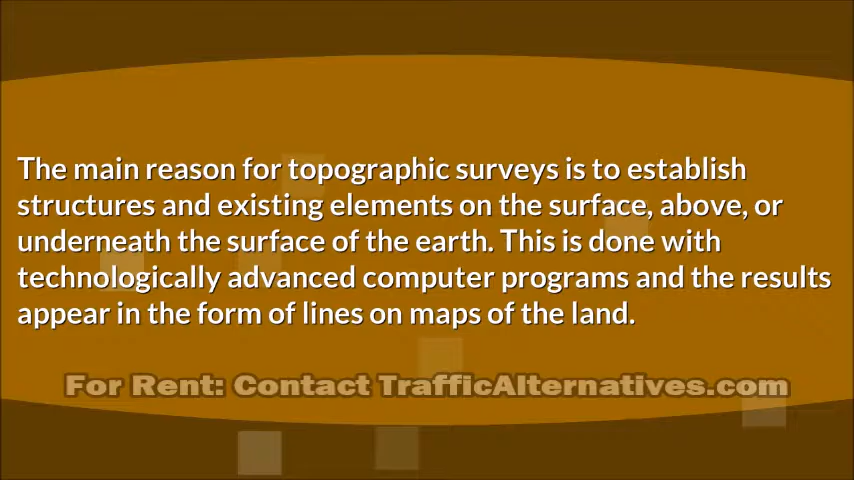 The main reason for topographic surveys is to establish
structures and existing elements on the surface, above, or
underneath the surface of the earth. This is done with
technologically advanced computer programs and the results
appear in the form of lines on maps of the land.
For Rent: Contact TrafficAlternatives.com